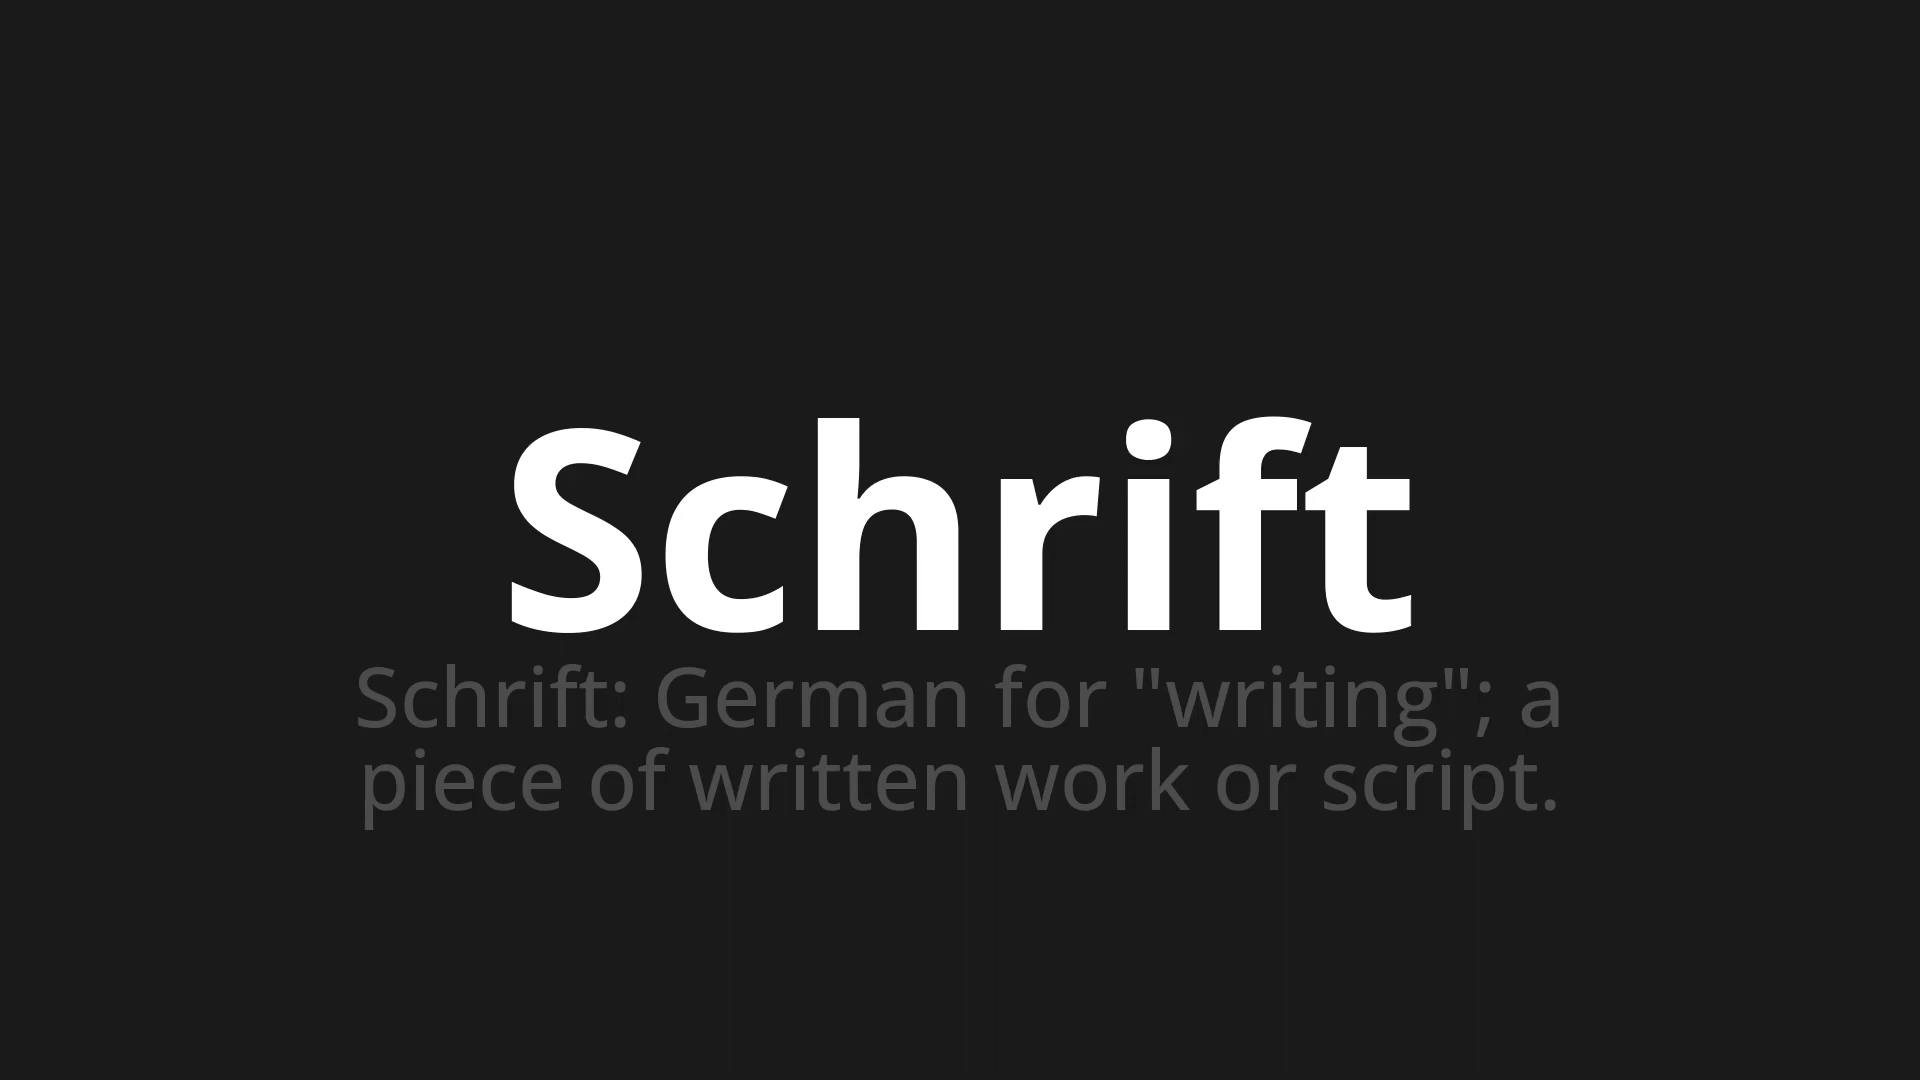 Schrift
Schrift: German for "writing"; a
piece of written work or script.